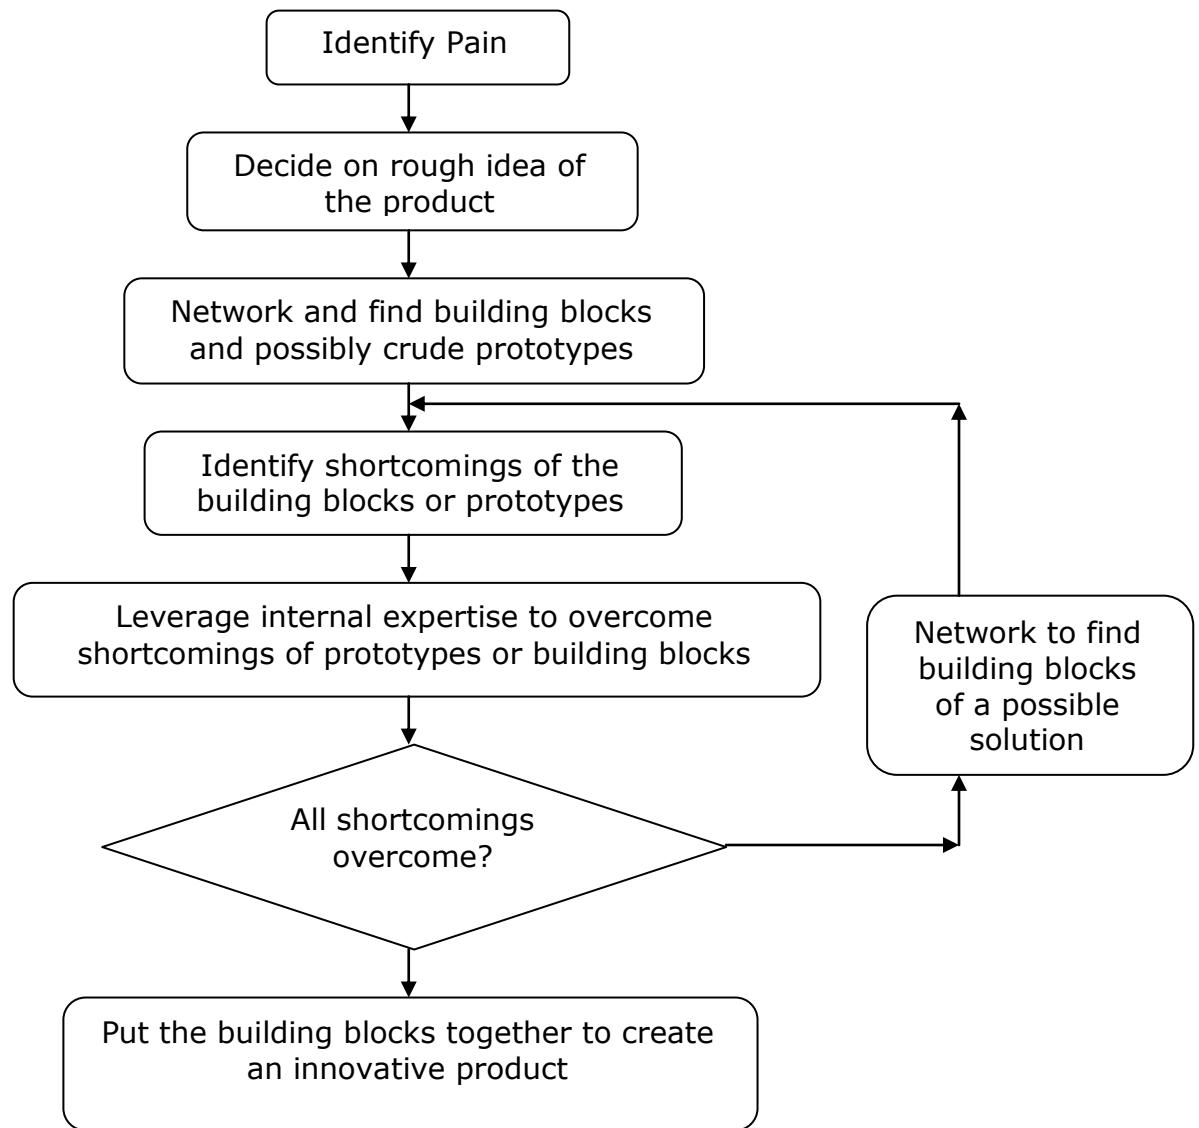 Identify Pain
Decide on rough idea of
the product
Network and find building blocks
and possibly crude prototypes
Identify shortcomings of the
building blocks or prototypes
Leverage internal expertise to overcome
shortcomings of prototypes or building blocks
Network to find
building blocks
of a possible
solution
All shortcomings
overcome?
Put the building blocks together to create
an innovative product